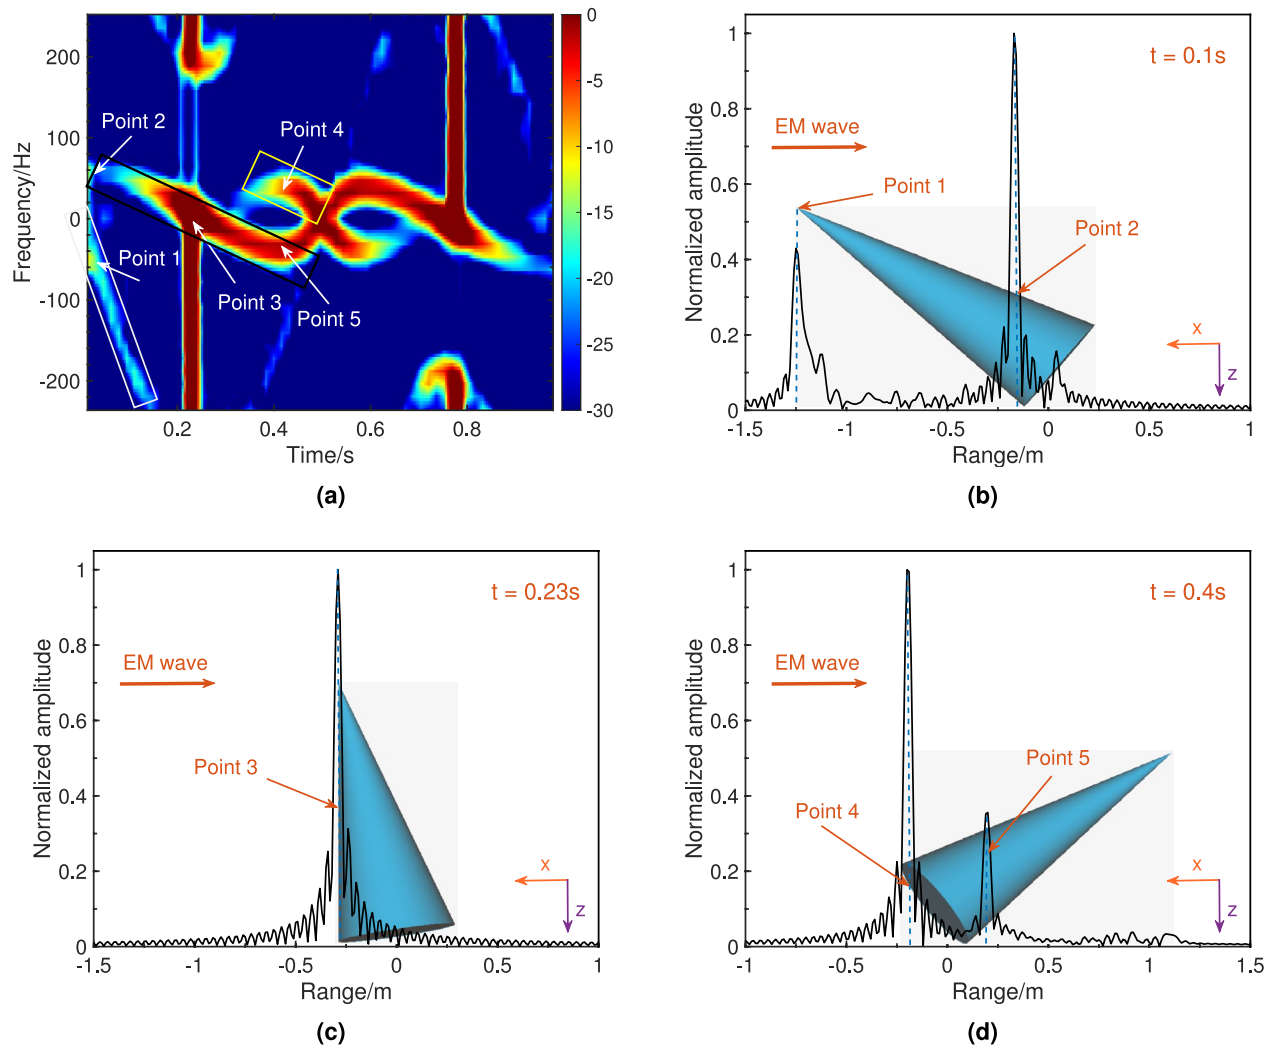 200
100
0
-100
-200
Frequency/Hz
0.2
0.4
0.6
0.8
Time/s
Point 2
Point 4
Point 1
Point 3
Point 5
0
-5
-10
-15
-20
-25
-30
(a)
1
0.8
0.6
0.4
0.2
0
Normalized amplitude
-1.5
-1
-0.5
0
0.5
1
Range/m
t = 0.1s
EM wave
Point 1
Point 2
x
z
(b)
1
0.8
0.6
0.4
0.2
0
Normalized amplitude
-1.5
-1
-0.5
0
0.5
1
Range/m
t = 0.23s
EM wave
Point 3
x
z
(c)
1
0.8
0.6
0.4
0.2
0
Normalized amplitude
-1
-0.5
0
0.5
1
1.5
Range/m
t = 0.4s
EM wave
Point 5
Point 4
x
z
(d)